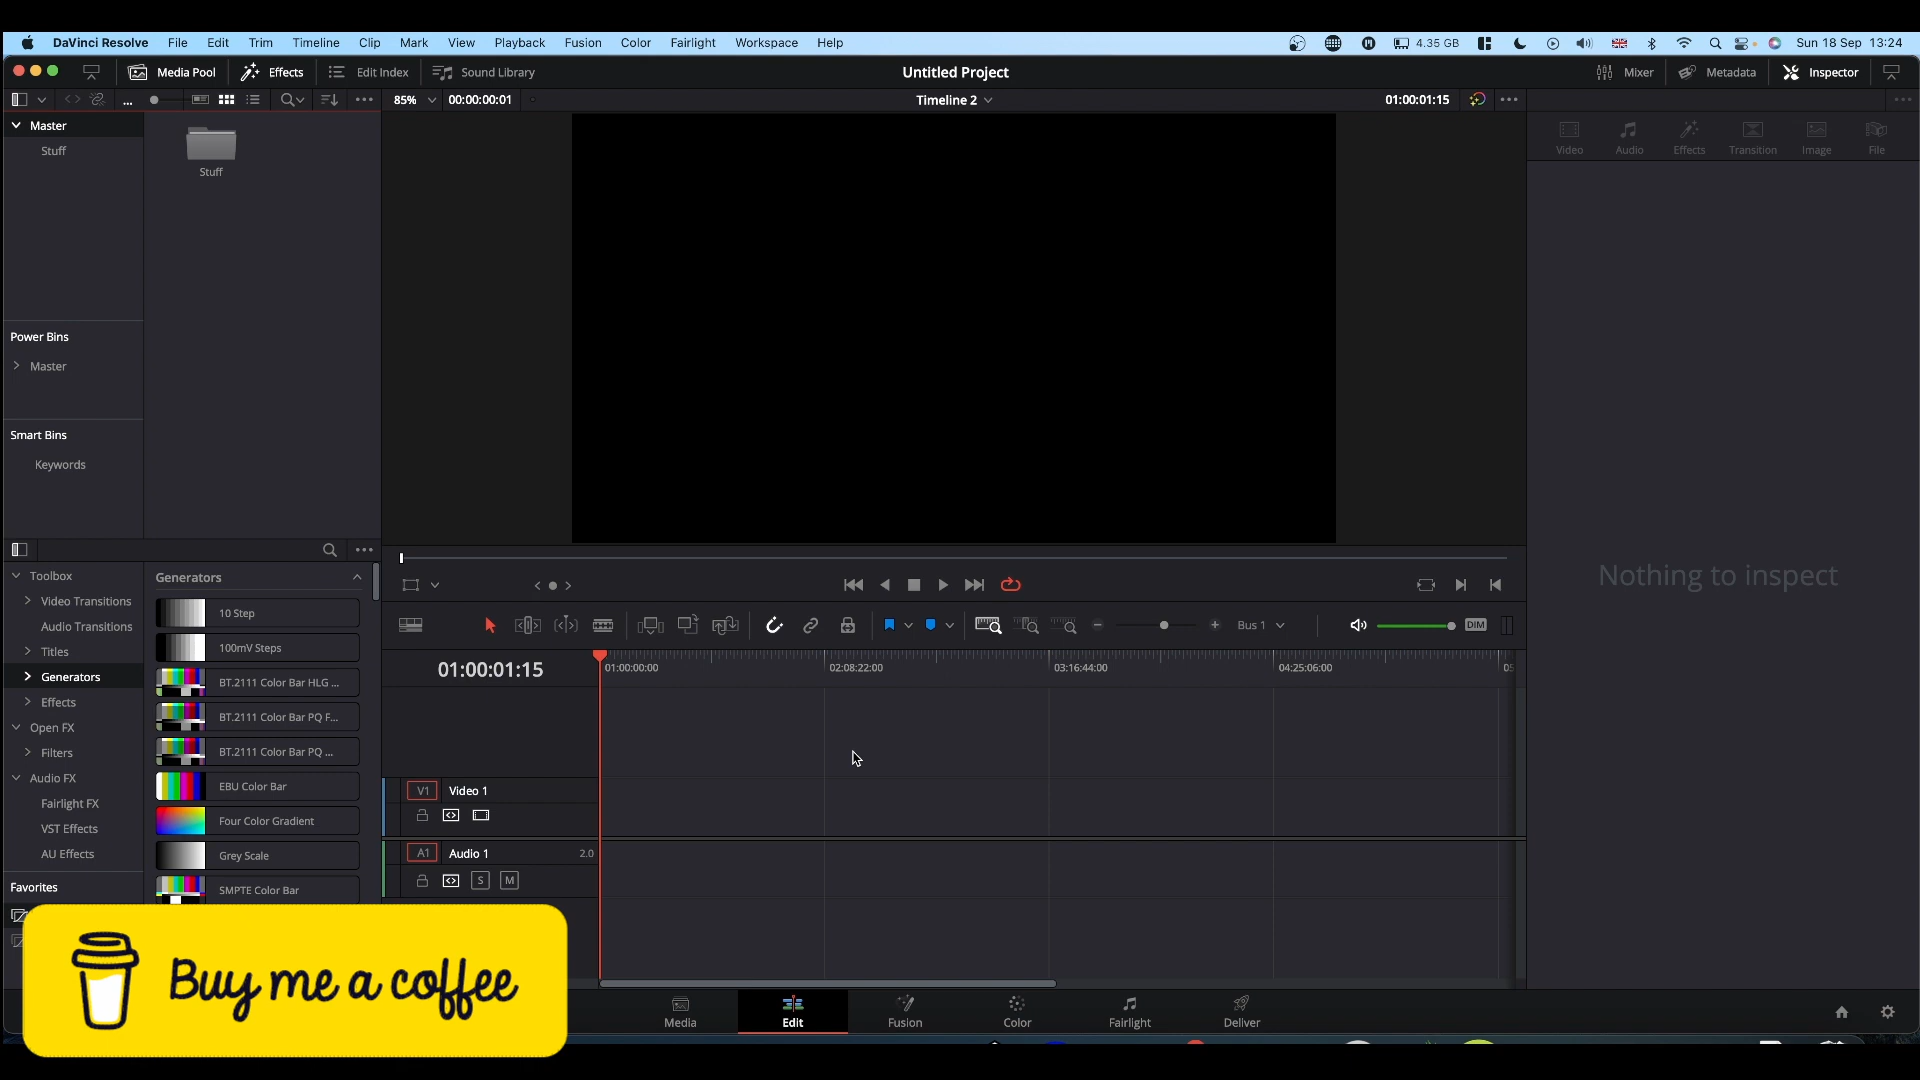 DaVinci Resolve File Edit Trim Timeline Clip Mark View Playback Fusion Color Fairlight Workspace Help 4.35 GB Sun 18 Sep 13:24
Media Pool Effects Edit Index Sound Library Untitled Project Mixer Metadata Inspector
... 85% 00:00:00:01 Timeline 2 01:00:01:15
Master
Stuff
Stuff
Power Bins
Master
Smart Bins
Keywords
Video Audio Effects Transition Image File
Nothing to inspect
Toolbox
Video Transitions
Audio Transitions
Titles
Generators
Effects
Open FX
Filters
Audio FX
Fairlight FX
VST Effects
AU Effects
Favorites
Generators
10 Step
100mV Steps
BT.2111 Color Bar HLG ...
BT.2111 Color Bar PQ F...
BT.2111 Color Bar PQ ...
EBU Color Bar
Four Color Gradient
Grey Scale
SMPTE Color Bar
Bus 1 DIM
01:00:01:15 01:00:00:00 02:08:22:00 03:16:44:00 04:25:06:00 05
V1 Video 1
A1 Audio 1 2.0
S M
Buy me a coffee
Media Edit Fusion Color Fairlight Deliver